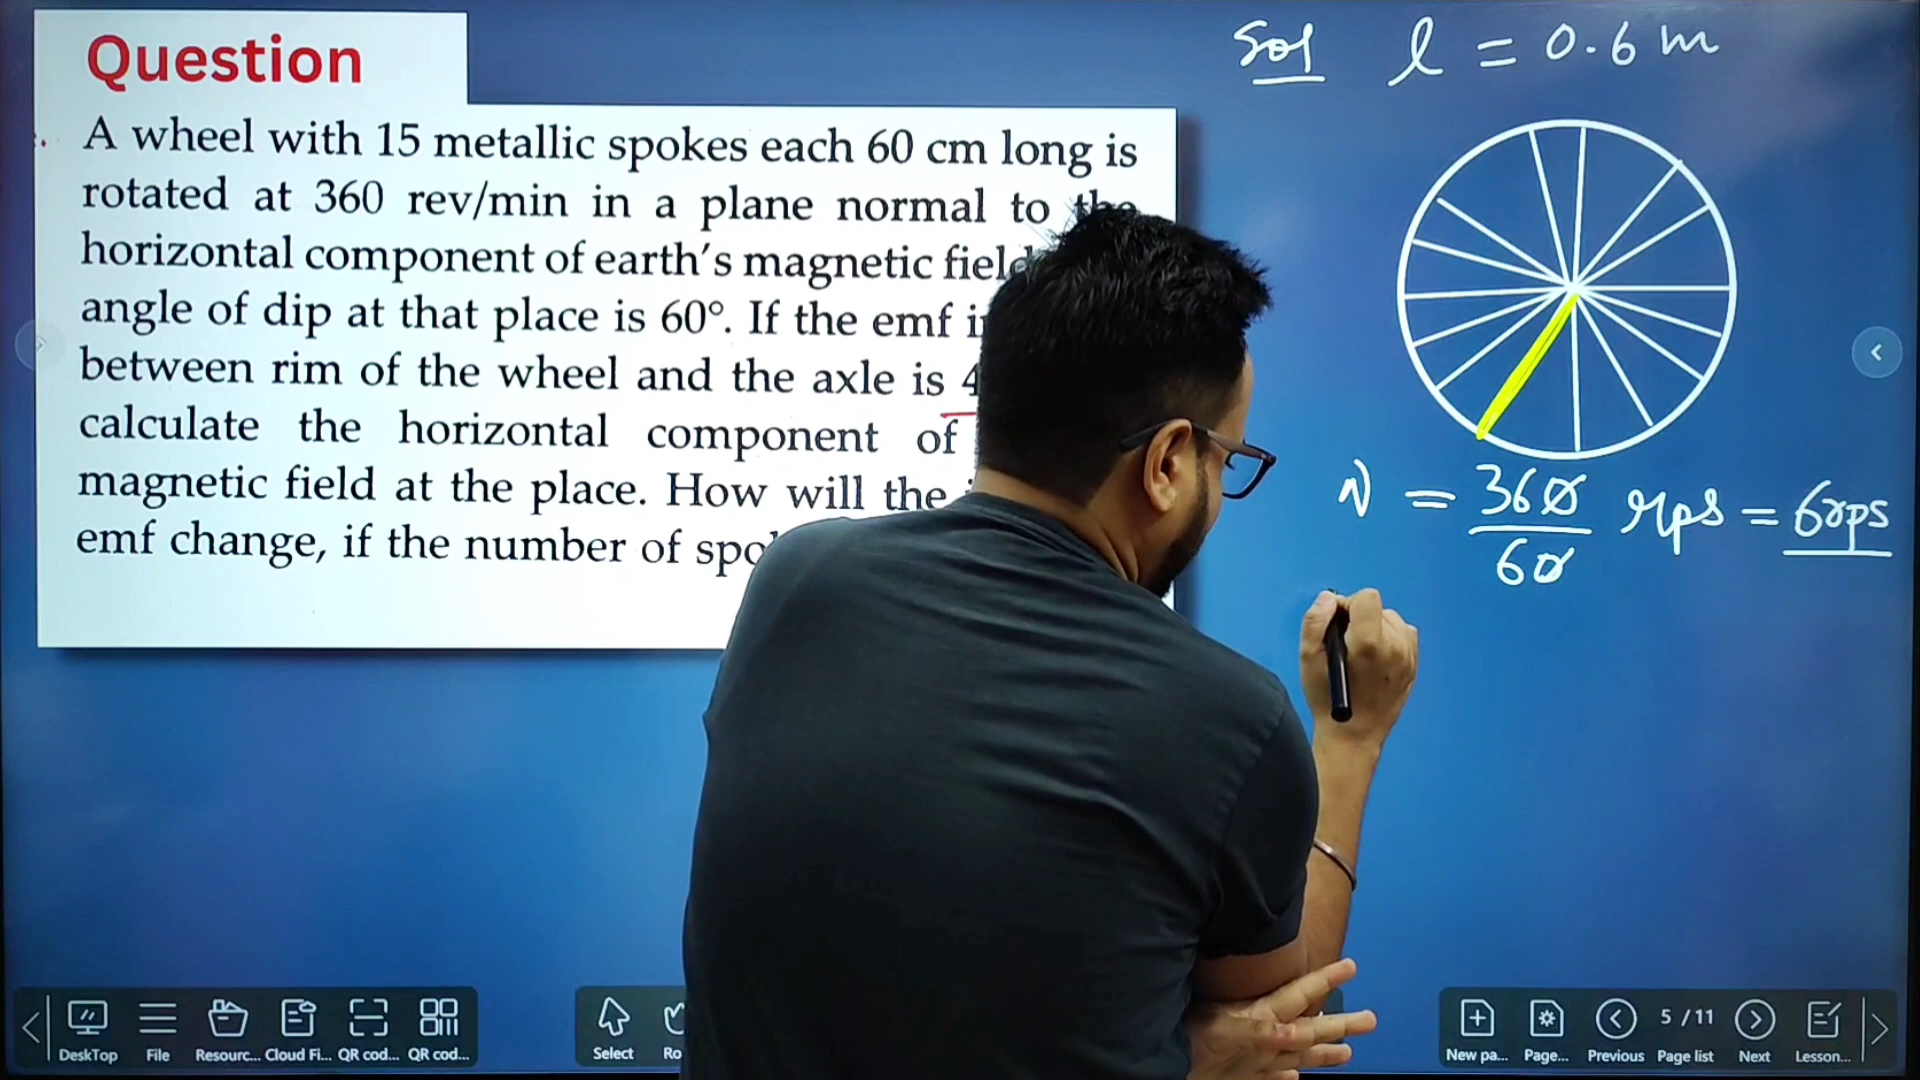 Question
A wheel with 15 metallic spokes each 60 cm long is
rotated at 360 rev/min in a plane normal to the
horizontal component of earth's magnetic field
angle of dip at that place is 60°. If the emf
between rim of the wheel and the axle is 4
calculate the horizontal component of
magnetic field at the place. How will the
emf change, if the number of
Sol l = 0.6 m
ν = 360/60 rps = 6rps
DeskTop File Resourc... Cloud Fi... QR cod... QR cod...
Select
New pa... Page... Previous Page list Next Lesson...
5 / 11